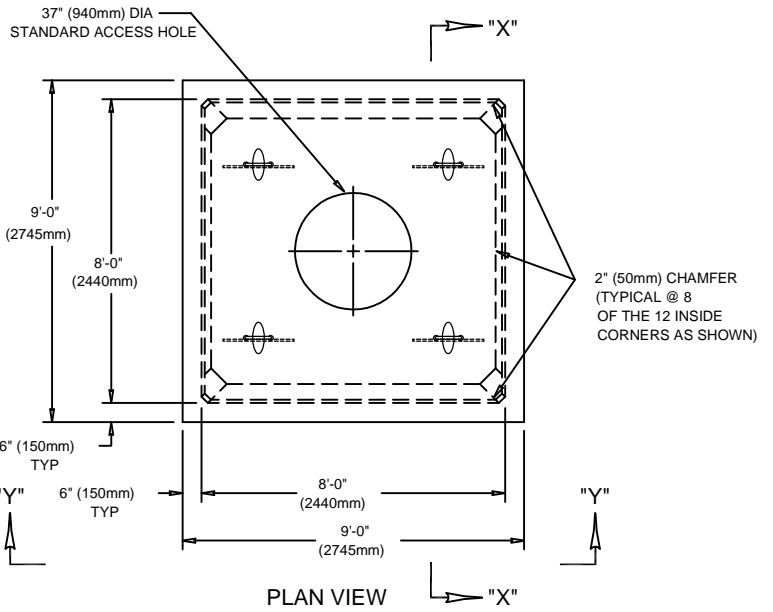 37" (940mm) DIA
STANDARD ACCESS HOLE
"X"
9'-0"
(2745mm)
8'-0"
(2440mm)
2" (50mm) CHAMFER
(TYPICAL @ 8
OF THE 12 INSIDE
CORNERS AS SHOWN)
6" (150mm)
TYP
"Y"
6" (150mm)
TYP
8'-0"
(2440mm)
"Y"
9'-0"
(2745mm)
PLAN VIEW
"X"